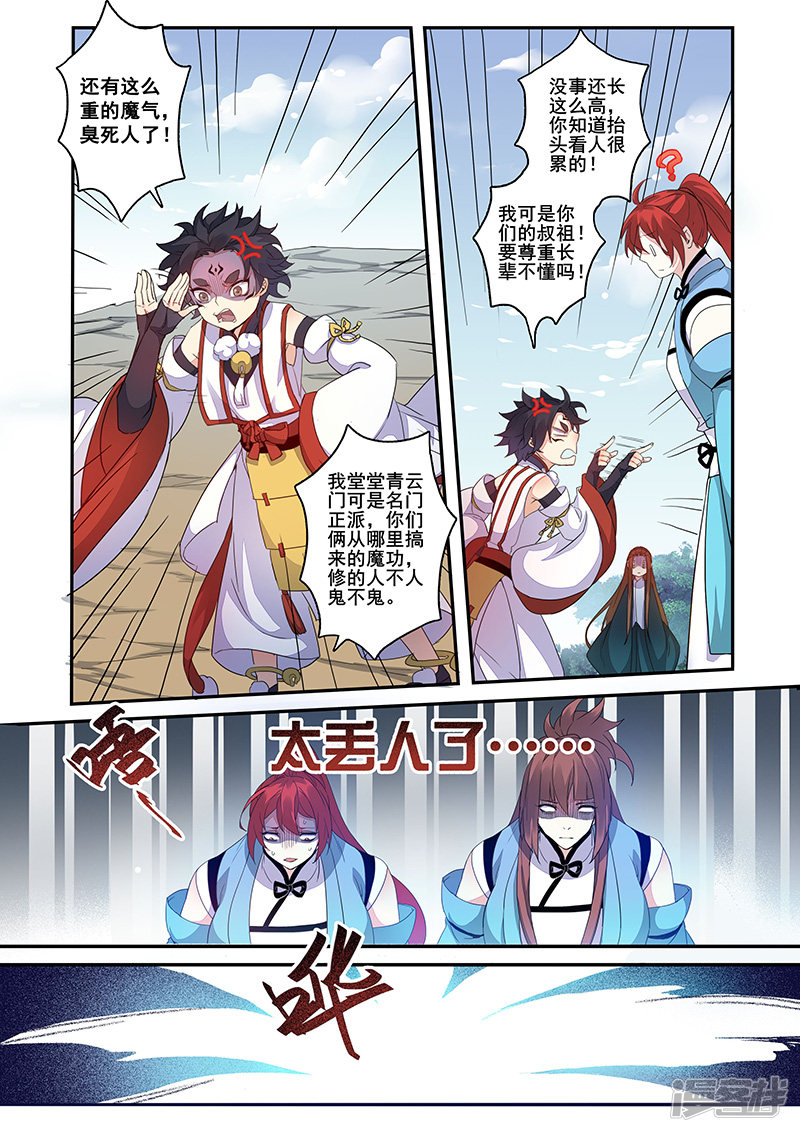 还有这么
重的魔气，
臭死人了！
我堂堂青云
门可是名门
正派，你们
俩从哪里搞
来的魔功，
修的人不人
鬼不鬼。
没事还长
这么高，
你知道抬
头看人很
累的！
我可是你
们的叔祖！
要尊重长
辈不懂吗！
?
太丢人了……
哗
漫客栈